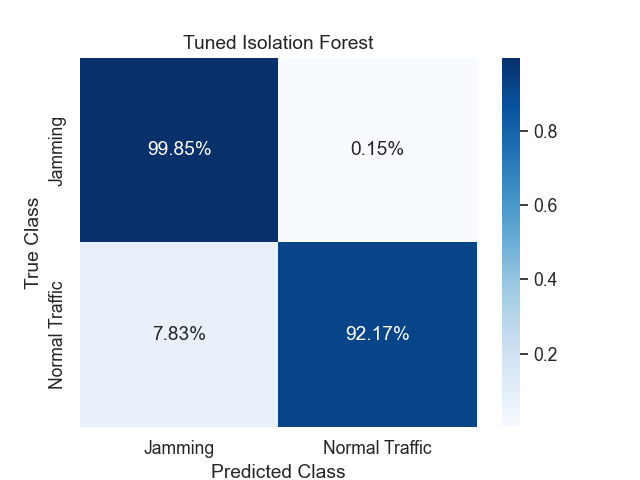 Tuned Isolation Forest
True Class
Jamming
Normal Traffic
99.85%
0.15%
7.83%
92.17%
Jamming
Normal Traffic
Predicted Class
0.8
0.6
0.4
0.2